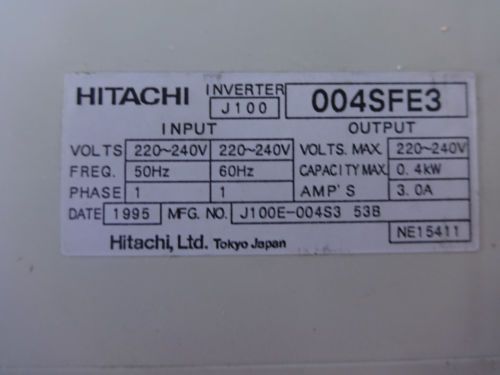 HITACHI INVERTER J100 004SFE3
INPUT OUTPUT
VOLTS 220~240V 220~240V VOLTS. MAX. 220~240V
FREQ. 50Hz 60Hz CAPACITY MAX. 0.4kW
PHASE 1 1 AMP'S 3.0A
DATE 1995 MFG. NO. J100E-004S3 53B
Hitachi, Ltd. Tokyo Japan NE15411